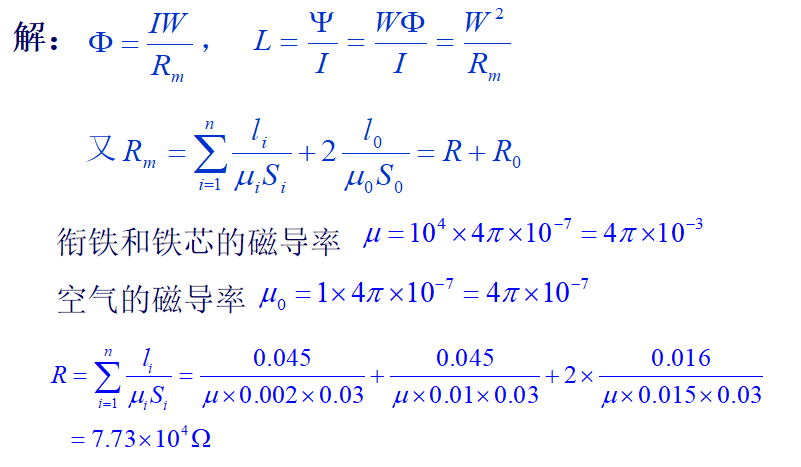 解： Φ = IW/R_m ， L = Ψ/I = WΦ/I = W²/R_m
又 R_m = ∑_{i=1}^{n} l_i/(μ_i S_i) + 2 l_0/(μ_0 S_0) = R + R_0
衔铁和铁芯的磁导率 μ = 10⁴ × 4π × 10⁻⁷ = 4π × 10⁻³
空气的磁导率 μ_0 = 1 × 4π × 10⁻⁷ = 4π × 10⁻⁷
R = ∑_{i=1}^{n} l_i/(μ_i S_i) = 0.045/(μ × 0.002 × 0.03) + 0.045/(μ × 0.01 × 0.03) + 2 × 0.016/(μ × 0.015 × 0.03)
= 7.73 × 10⁴ Ω